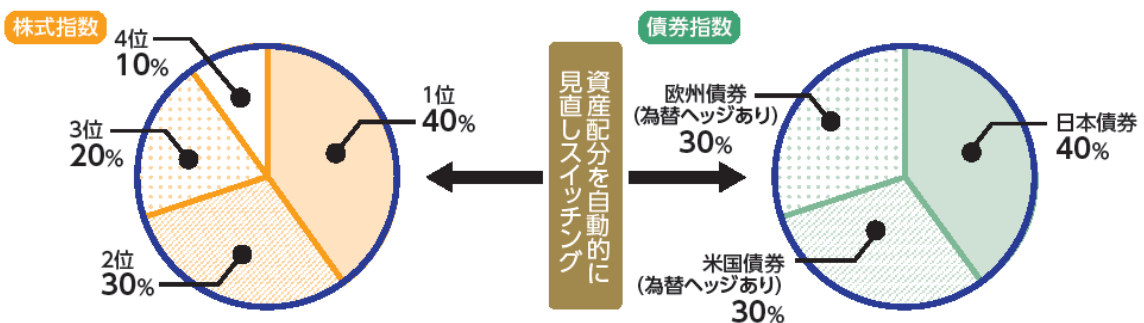 株式指数
4位
10%
1位
40%
3位
20%
2位
30%
資産配分を自動的に
見直しスイッチング
債券指数
欧州債券
(為替ヘッジあり)
30%
日本債券
40%
米国債券
(為替ヘッジあり)
30%